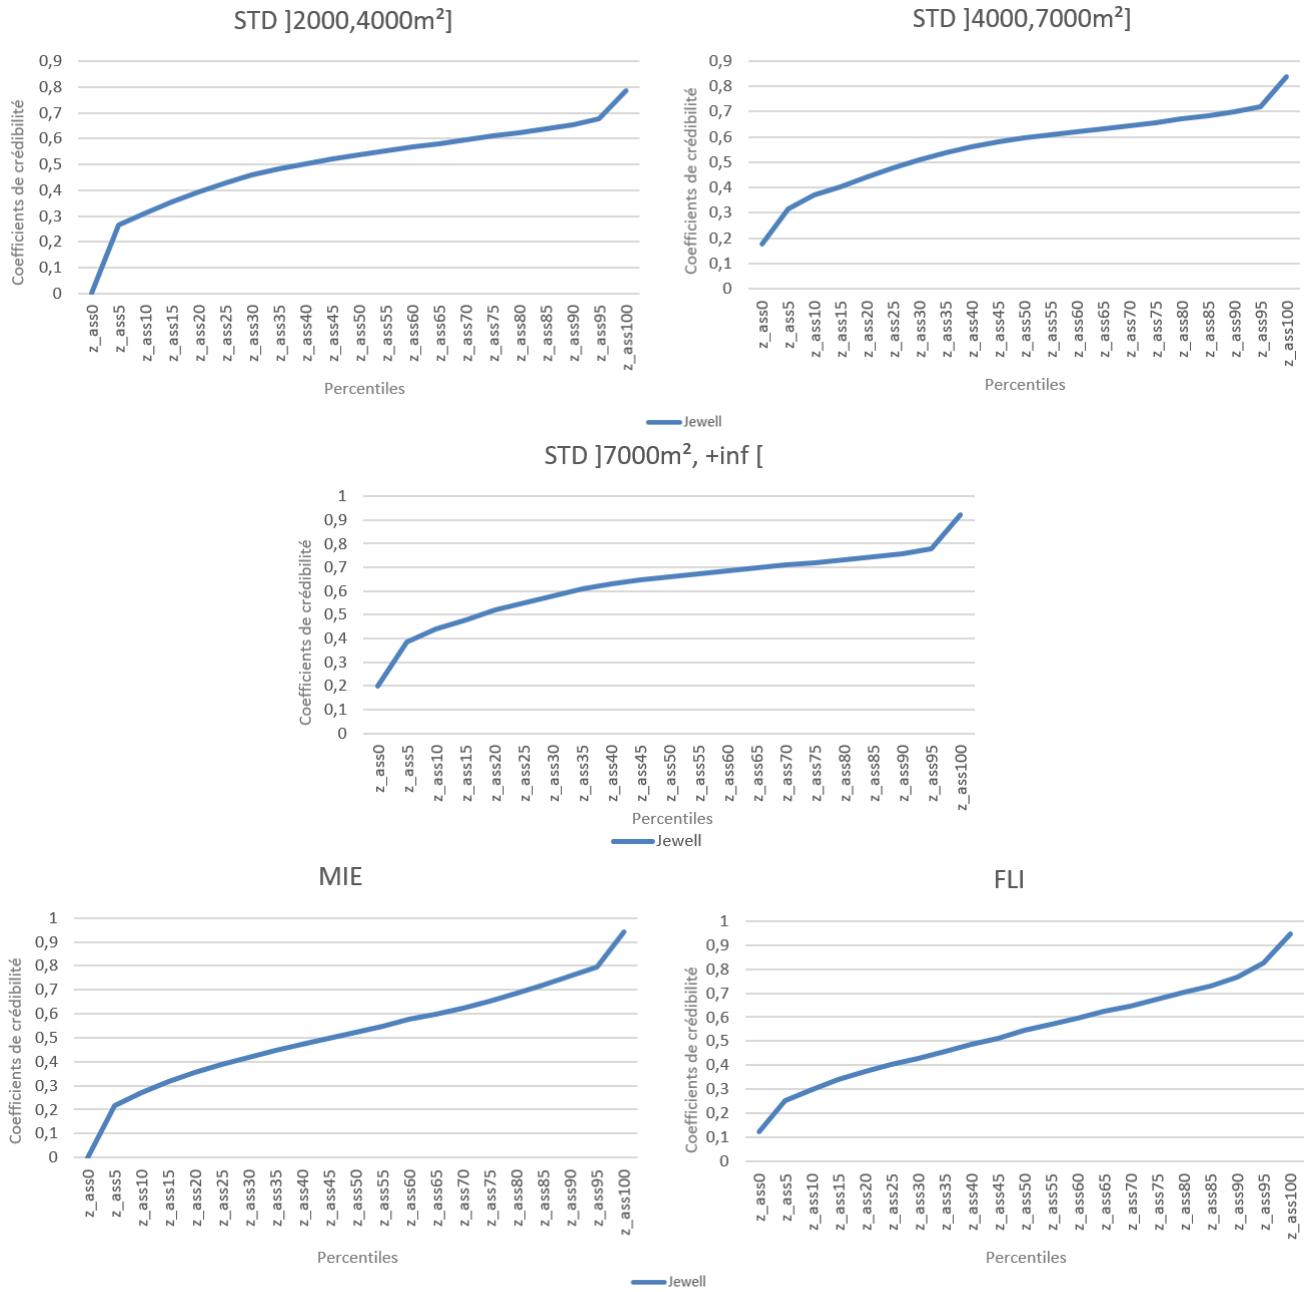 STD ]2000,4000m²]
Coefficients de crédibilité
0,9
0,8
0,7
0,6
0,5
0,4
0,3
0,2
0,1
0
z_ass0
z_ass5
z_ass10
z_ass15
z_ass20
z_ass25
z_ass30
z_ass35
z_ass40
z_ass45
z_ass50
z_ass55
z_ass60
z_ass65
z_ass70
z_ass75
z_ass80
z_ass85
z_ass90
z_ass95
z_ass100
Percentiles
STD ]4000,7000m²]
Coefficients de crédibilité
0,9
0,8
0,7
0,6
0,5
0,4
0,3
0,2
0,1
0
z_ass0
z_ass5
z_ass10
z_ass15
z_ass20
z_ass25
z_ass30
z_ass35
z_ass40
z_ass45
z_ass50
z_ass55
z_ass60
z_ass65
z_ass70
z_ass75
z_ass80
z_ass85
z_ass90
z_ass95
z_ass100
Percentiles
Jewell
STD ]7000m², +inf [
Coefficients de crédibilité
1
0,9
0,8
0,7
0,6
0,5
0,4
0,3
0,2
0,1
0
z_ass0
z_ass5
z_ass10
z_ass15
z_ass20
z_ass25
z_ass30
z_ass35
z_ass40
z_ass45
z_ass50
z_ass55
z_ass60
z_ass65
z_ass70
z_ass75
z_ass80
z_ass85
z_ass90
z_ass95
z_ass100
Percentiles
Jewell
MIE
Coefficients de crédibilité
1
0,9
0,8
0,7
0,6
0,5
0,4
0,3
0,2
0,1
0
z_ass0
z_ass5
z_ass10
z_ass15
z_ass20
z_ass25
z_ass30
z_ass35
z_ass40
z_ass45
z_ass50
z_ass55
z_ass60
z_ass65
z_ass70
z_ass75
z_ass80
z_ass85
z_ass90
z_ass95
z_ass100
Percentiles
FLI
Coefficients de crédibilité
1
0,9
0,8
0,7
0,6
0,5
0,4
0,3
0,2
0,1
0
z_ass0
z_ass5
z_ass10
z_ass15
z_ass20
z_ass25
z_ass30
z_ass35
z_ass40
z_ass45
z_ass50
z_ass55
z_ass60
z_ass65
z_ass70
z_ass75
z_ass80
z_ass85
z_ass90
z_ass95
z_ass100
Percentiles
Jewell